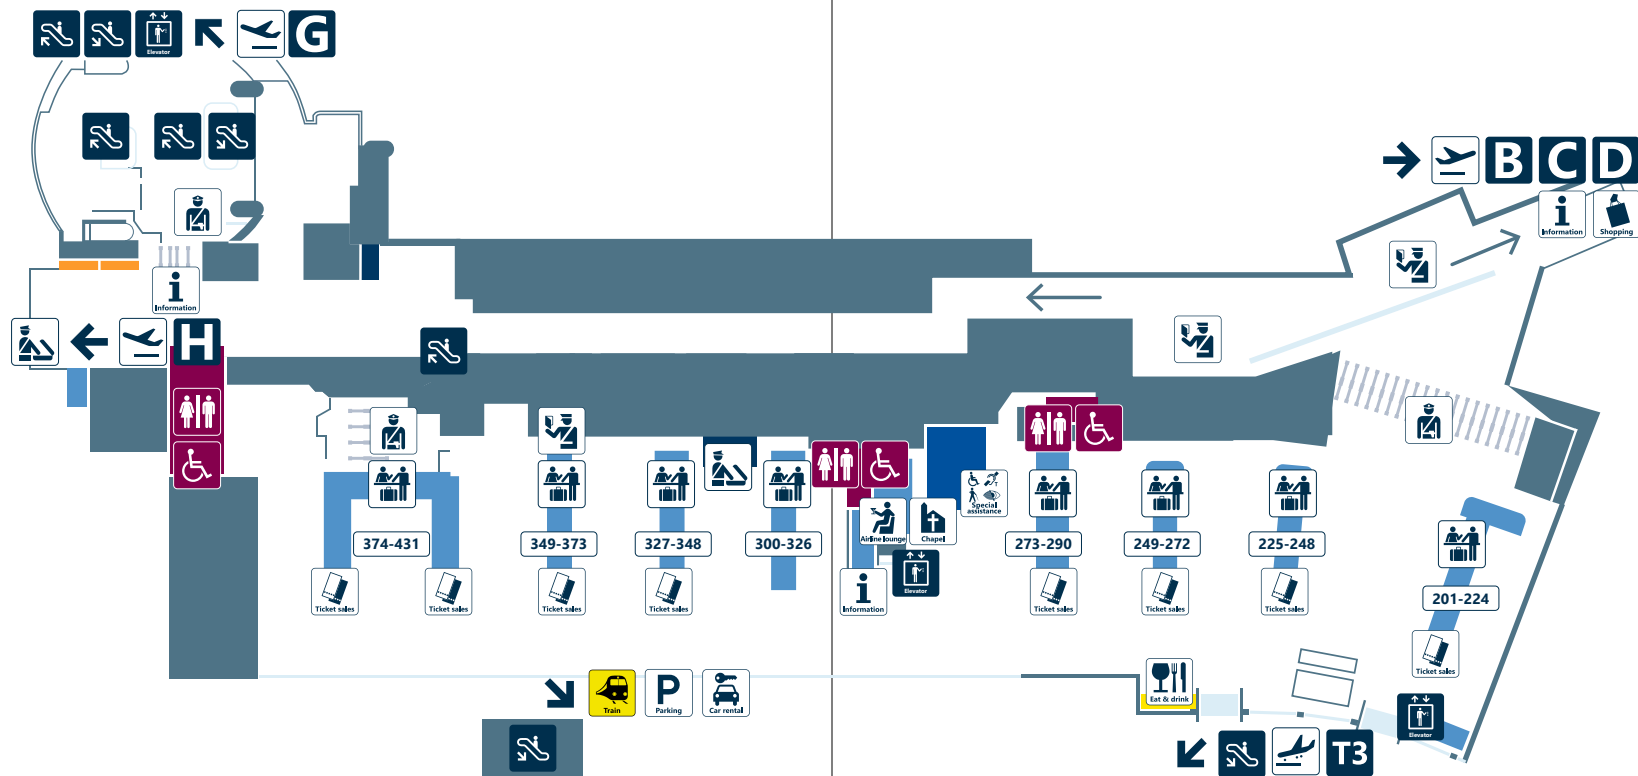 Elevator
G
B C D
Information
Shopping
Information
H
Special
assistance
Airline lounge
Chapel
374-431
349-373
327-348
300-326
273-290
249-272
225-248
201-224
Elevator
Ticket sales
Ticket sales
Ticket sales
Ticket sales
Information
Ticket sales
Ticket sales
Ticket sales
Ticket sales
Train
P
Parking
Car rental
Eat & drink
Elevator
T3